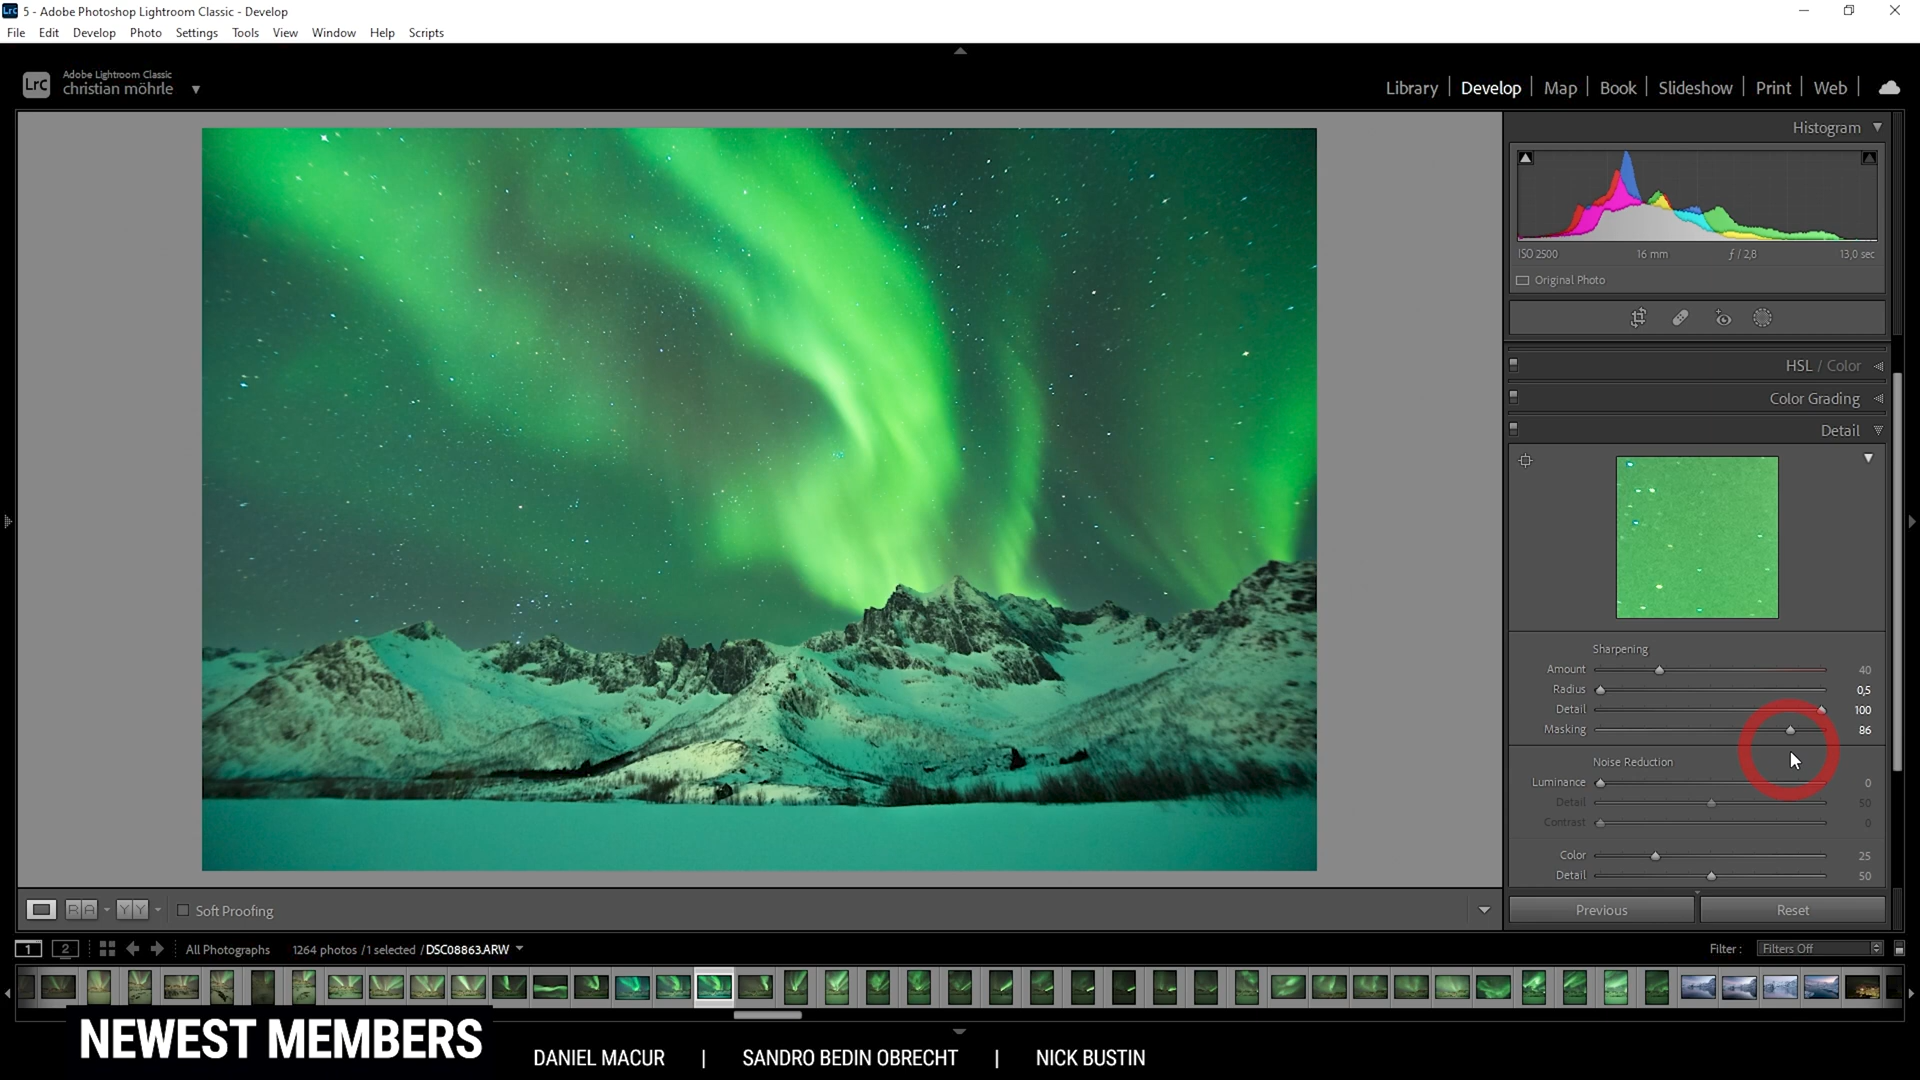 Lrc 5 - Adobe Photoshop Lightroom Classic - Develop
File Edit Develop Photo Settings Tools View Window Help Scripts
Lrc Adobe Lightroom Classic
christian möhrle
Library Develop Map Book Slideshow Print Web
Histogram
ISO 2500 16 mm ƒ / 2,8 13,0 sec
Original Photo
HSL / Color
Color Grading
Detail
Sharpening
Amount 40
Radius 0,5
Detail 100
Masking 86
Noise Reduction
Luminance 0
Detail 50
Contrast 0
Color 25
Detail 50
R A Y Y Soft Proofing
Previous Reset
1 2 All Photographs 1264 photos / 1 selected / DSC08863.ARW Filter : Filters Off
NEWEST MEMBERS
DANIEL MACUR | SANDRO BEDIN OBRECHT | NICK BUSTIN